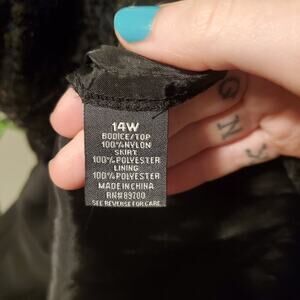 14W
BODICE/TOP
100%NYLON
SKIRT
100%POLYESTER
LINING
100%POLYESTER
MADE IN CHINA
RN#89700
SEE REVERSE FOR CARE
G
N
S